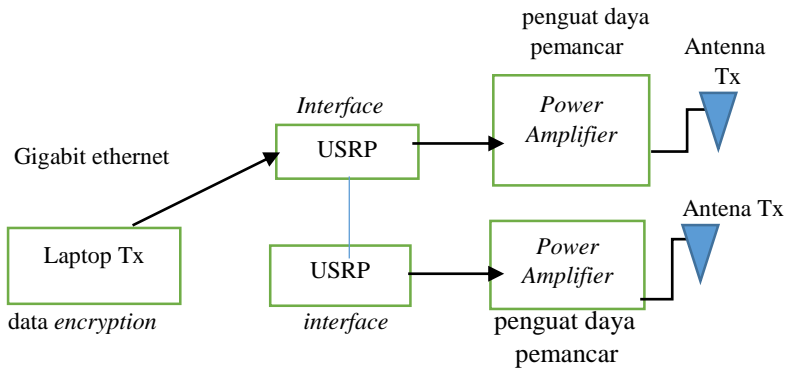 penguat daya
pemancar
Antenna
Tx
Interface
Power
Amplifier
USRP
Gigabit ethernet
Antena Tx
Laptop Tx
USRP
Power
Amplifier
data encryption
interface
penguat daya
pemancar